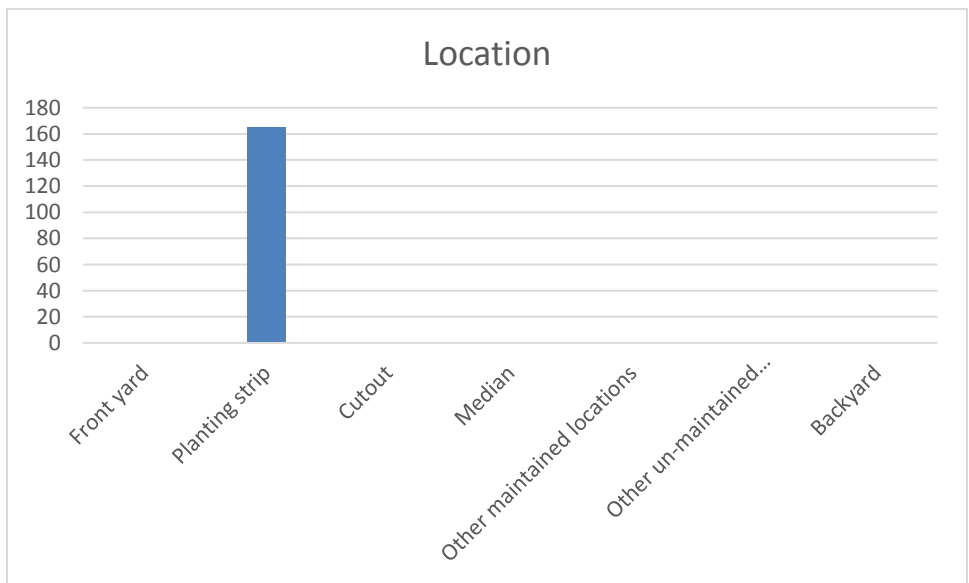 Location
180
160
140
120
100
80
60
40
20
0
Front yard
Planting strip
Cutout
Median
Other maintained locations
Other un-maintained…
Backyard